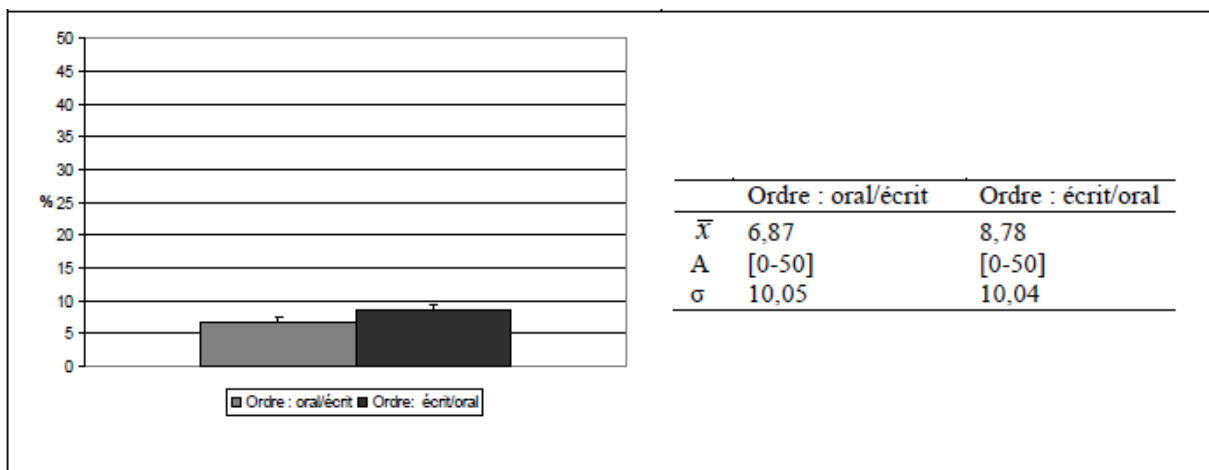 50
45
40
35
30
% 25
20
15
10
5
0
Ordre : oral/écrit Ordre: écrit/oral
Ordre : oral/écrit Ordre : écrit/oral
x̅ 6,87 8,78
A [0-50] [0-50]
σ 10,05 10,04